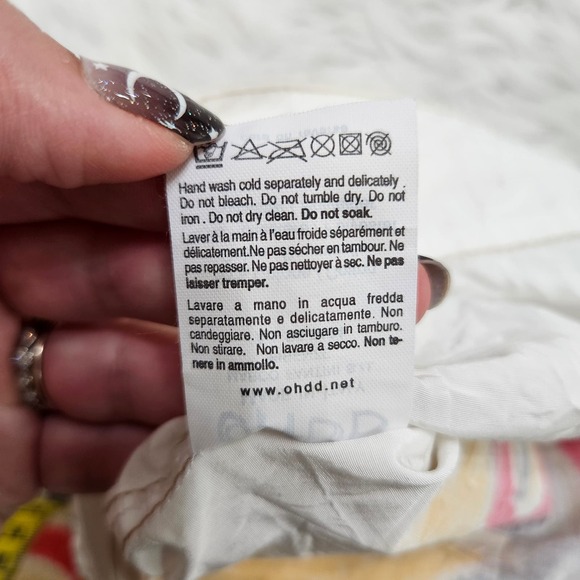 Hand wash cold separately and delicately .
Do not bleach. Do not tumble dry. Do not
iron . Do not dry clean. Do not soak.
Laver à la main à l'eau froide séparémént et
délicatement.Ne pas sécher en tambour. Ne
pas repasser. Ne pas nettoyer à sec. Ne pas
laisser tremper.
Lavare a mano in acqua fredda
separatamente e delicatamente. Non
candeggiare. Non asciugare in tamburo.
Non stirare. Non lavare a secco. Non te-
nere in ammollo.
www.ohdd.net